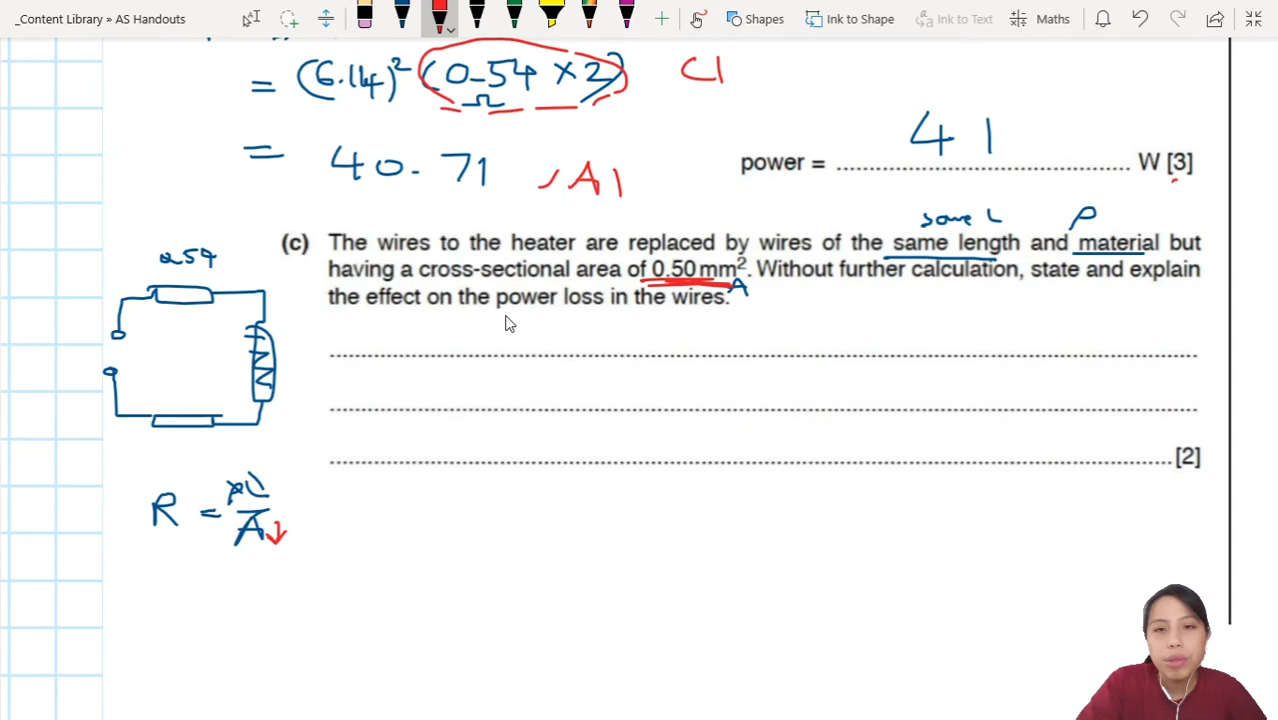 _Content Library » AS Handouts
Shapes
Ink to Shape
Ink to Text
Maths
= (6.14)² (0.54 × 2) C1
Ω
= 40.71 , A1
41
power = ........................................ W [3]
same L ρ
(c) The wires to the heater are replaced by wires of the same length and material but
having a cross-sectional area of 0.50 mm². Without further calculation, state and explain
the effect on the power loss in the wires.
A
0.54
[2]
R = ρL
A ↓